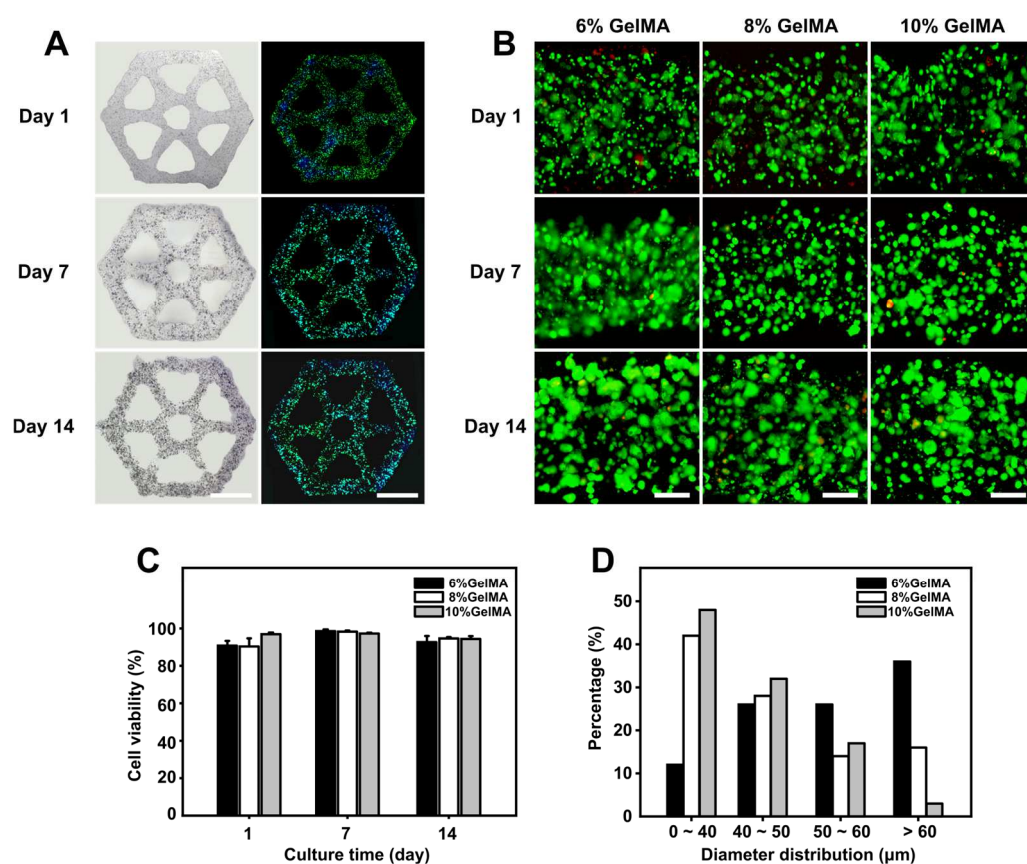 A
B
6% GelMA
8% GelMA
10% GelMA
Day 1
Day 7
Day 14
Day 1
Day 7
Day 14
C
6%GelMA
8%GelMA
10%GelMA
Cell viability (%)
100
80
60
40
20
0
1
7
14
Culture time (day)
D
6%GelMA
8%GelMA
10%GelMA
Percentage (%)
50
40
30
20
10
0
0 ~ 40
40 ~ 50
50 ~ 60
> 60
Diameter distribution (μm)